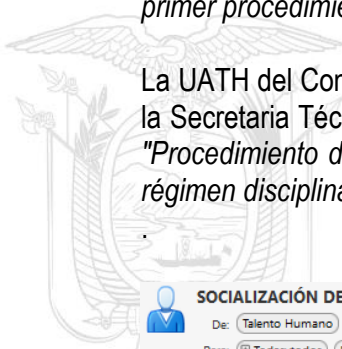 primer procedimie
La UATH del Con
la Secretaria Téc
"Procedimiento d
régimen disciplina
.
SOCIALIZACIÓN DE
De: Talento Humano